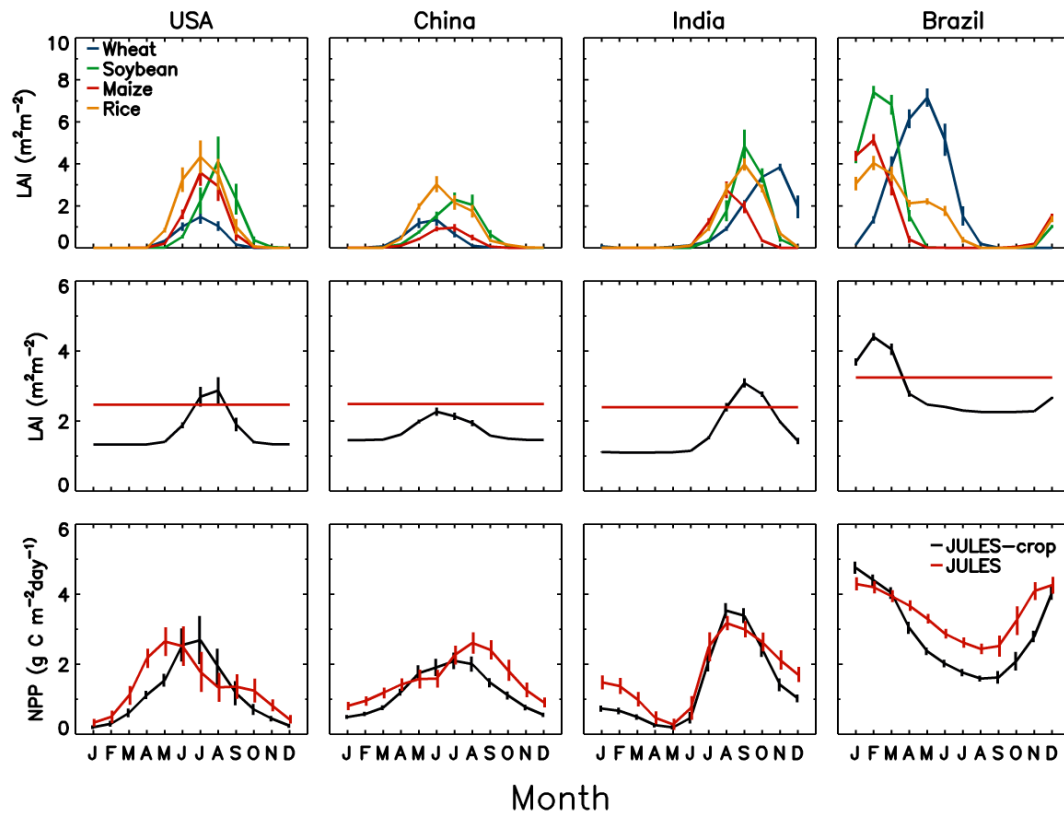 USA China India Brazil
LAI (m²m⁻²)
10
8
6
4
2
0
Wheat
Soybean
Maize
Rice
LAI (m²m⁻²)
6
4
2
0
NPP (g C m⁻²day⁻¹)
6
4
2
0
JULES-crop
JULES
J F M A M J J A S O N D J F M A M J J A S O N D J F M A M J J A S O N D J F M A M J J A S O N D
Month